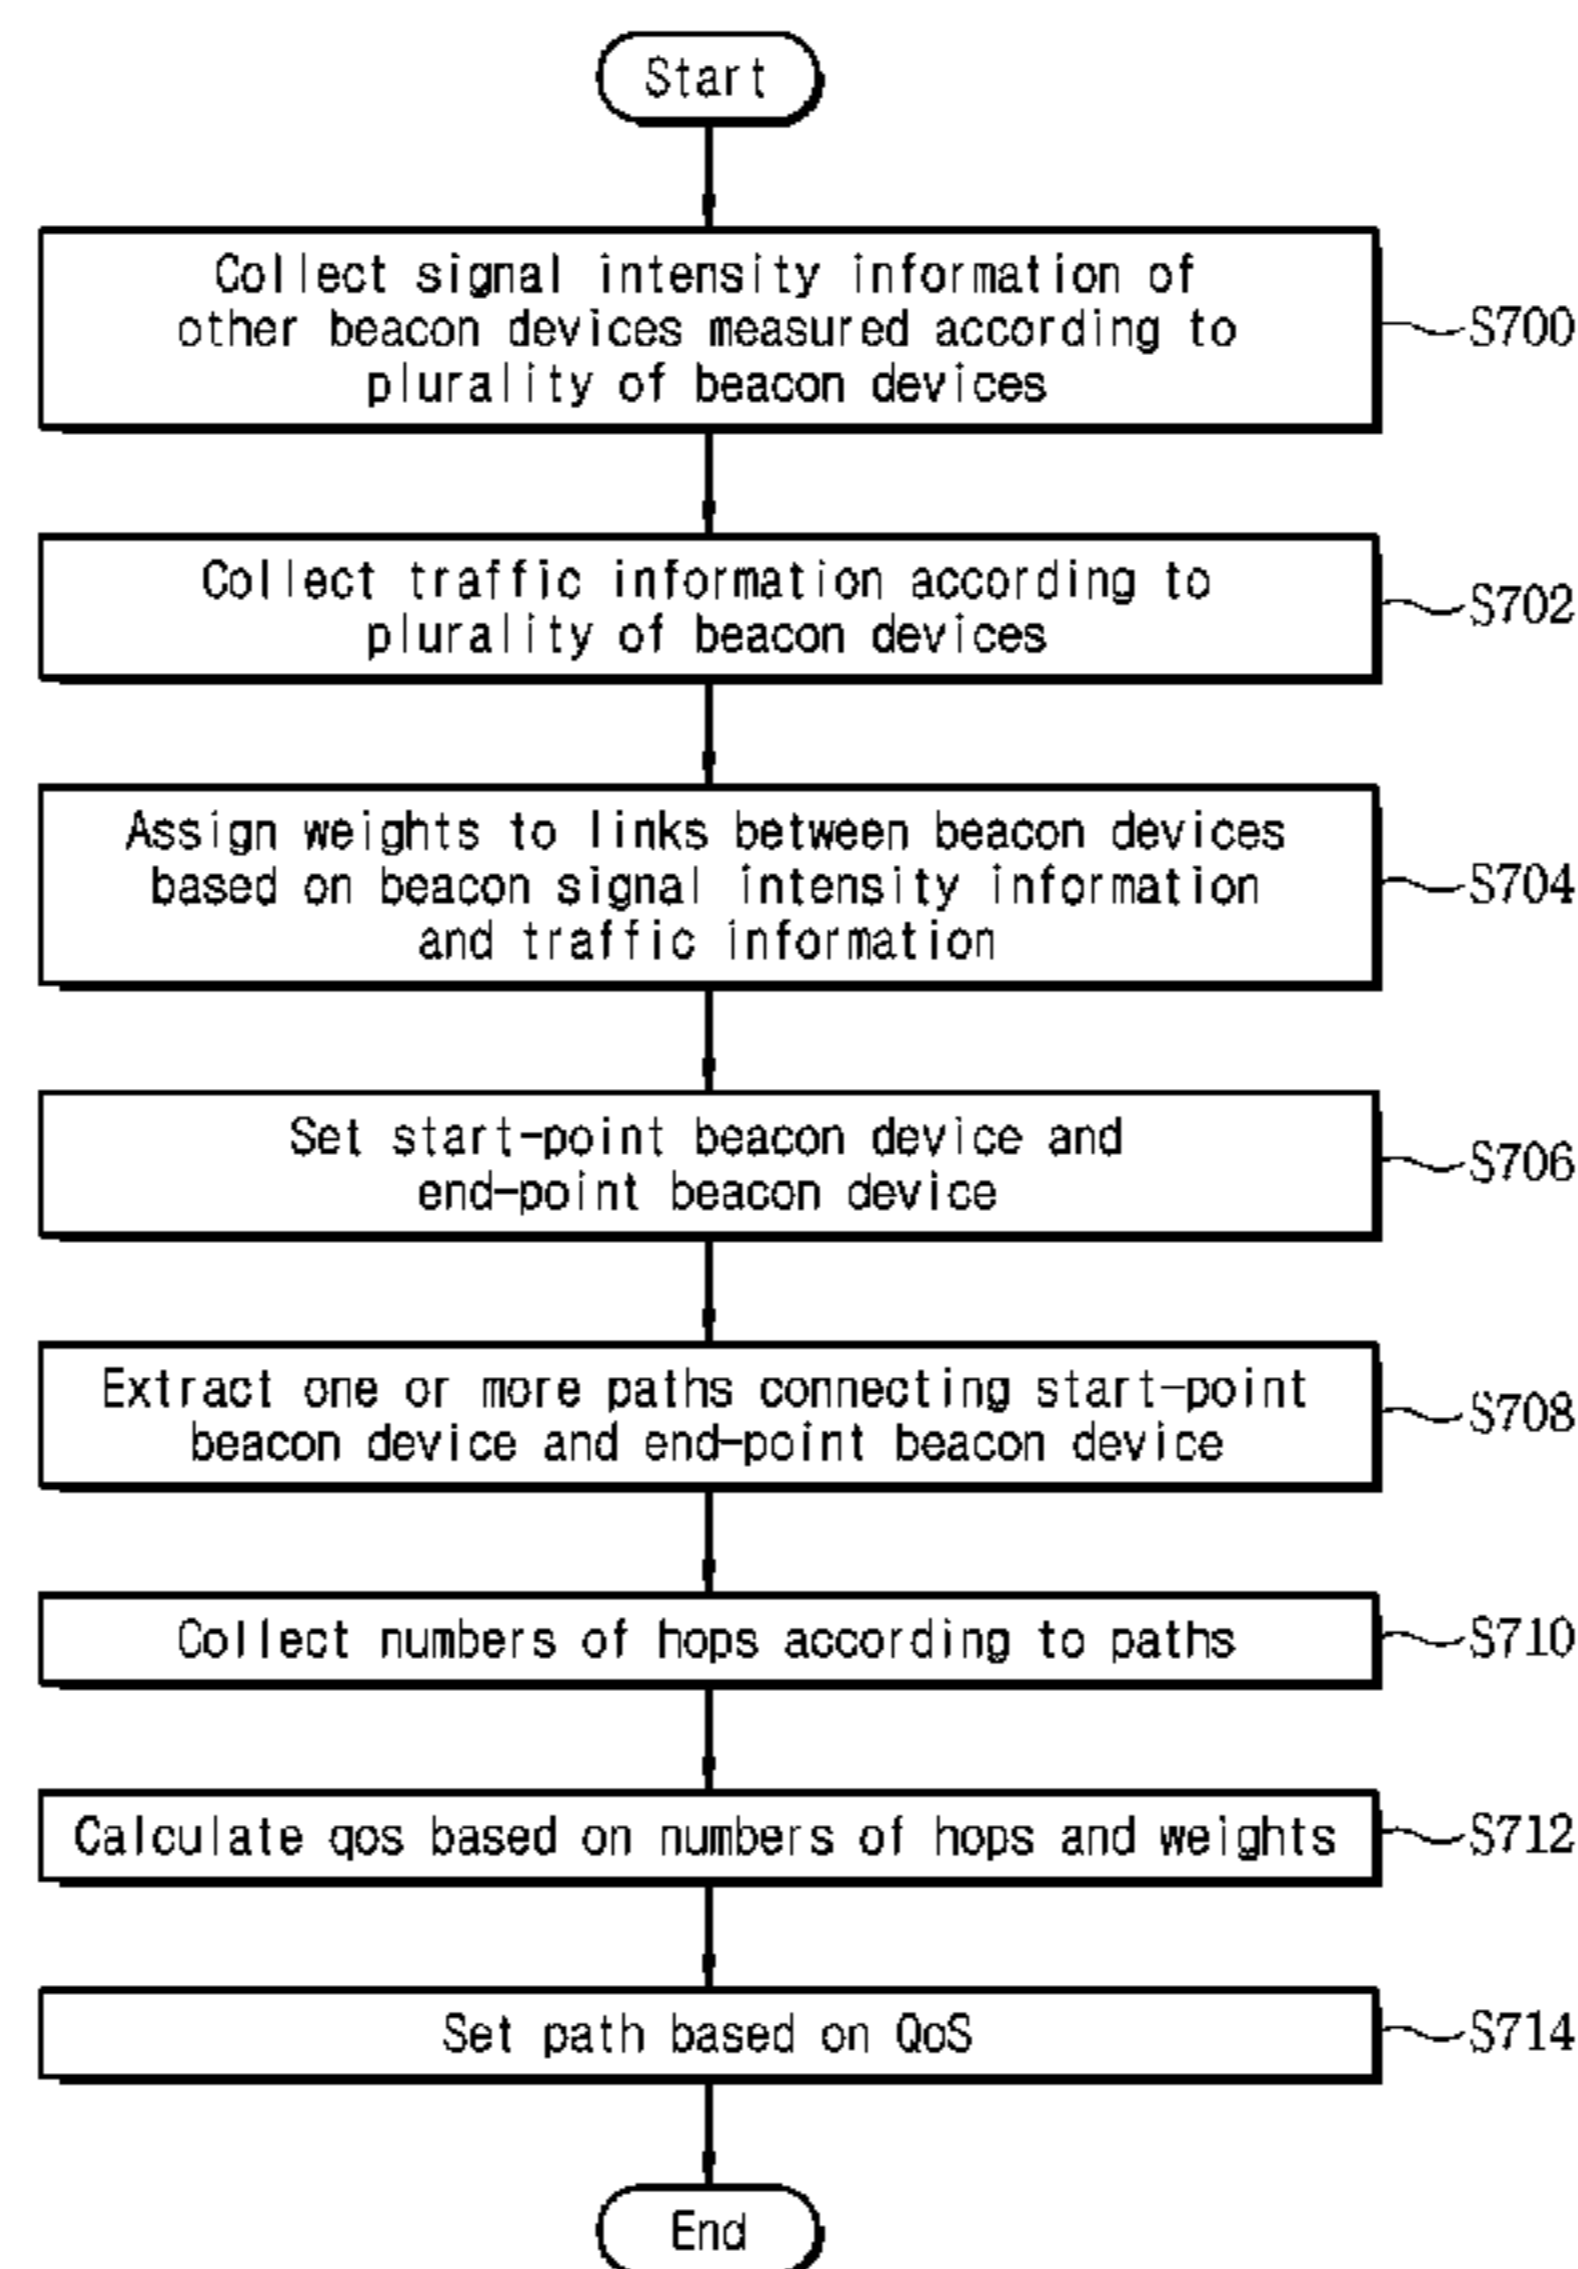 Start
Collect signal intensity information of
other beacon devices measured according to
plurality of beacon devices
S700
Collect traffic information according to
plurality of beacon devices
S702
Assign weights to links between beacon devices
based on beacon signal intensity information
and traffic information
S704
Set start-point beacon device and
end-point beacon device
S706
Extract one or more paths connecting start-point
beacon device and end-point beacon device
S708
Collect numbers of hops according to paths
S710
Calculate qos based on numbers of hops and weights
S712
Set path based on QoS
S714
End